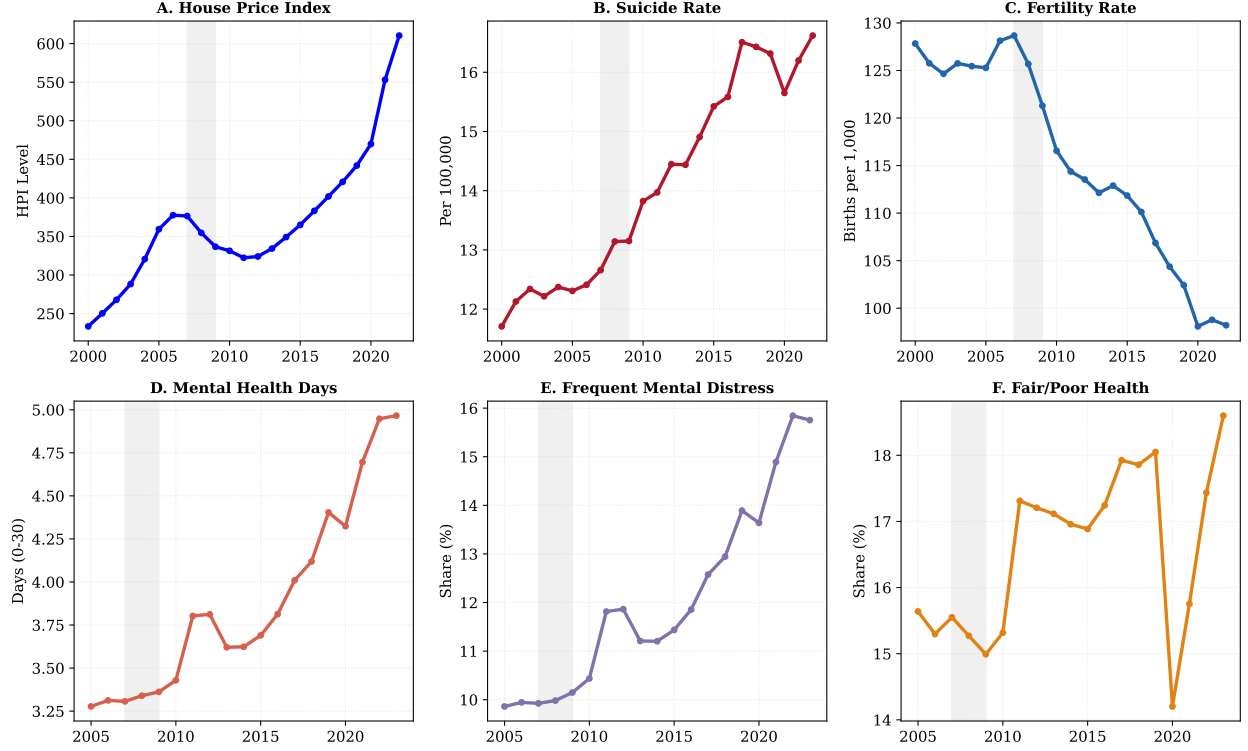 A. House Price Index
HPI Level
600
550
500
450
400
350
300
250
2000 2005 2010 2015 2020
B. Suicide Rate
Per 100,000
16
15
14
13
12
2000 2005 2010 2015 2020
C. Fertility Rate
Births per 1,000
130
125
120
115
110
105
100
2000 2005 2010 2015 2020
D. Mental Health Days
Days (0-30)
5.00
4.75
4.50
4.25
4.00
3.75
3.50
3.25
2005 2010 2015 2020
E. Frequent Mental Distress
Share (%)
16
15
14
13
12
11
10
2005 2010 2015 2020
F. Fair/Poor Health
Share (%)
18
17
16
15
14
2005 2010 2015 2020